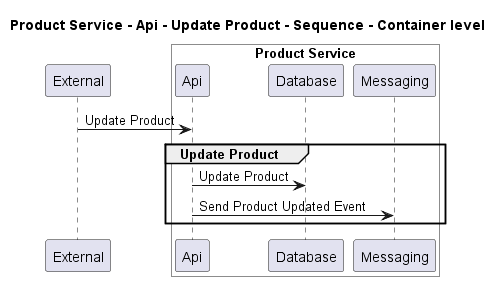 Product Service - Api - Update Product - Sequence - Container level
Product Service
External Api Database Messaging
Update Product
Update Product
Update Product
Send Product Updated Event
External Api Database Messaging